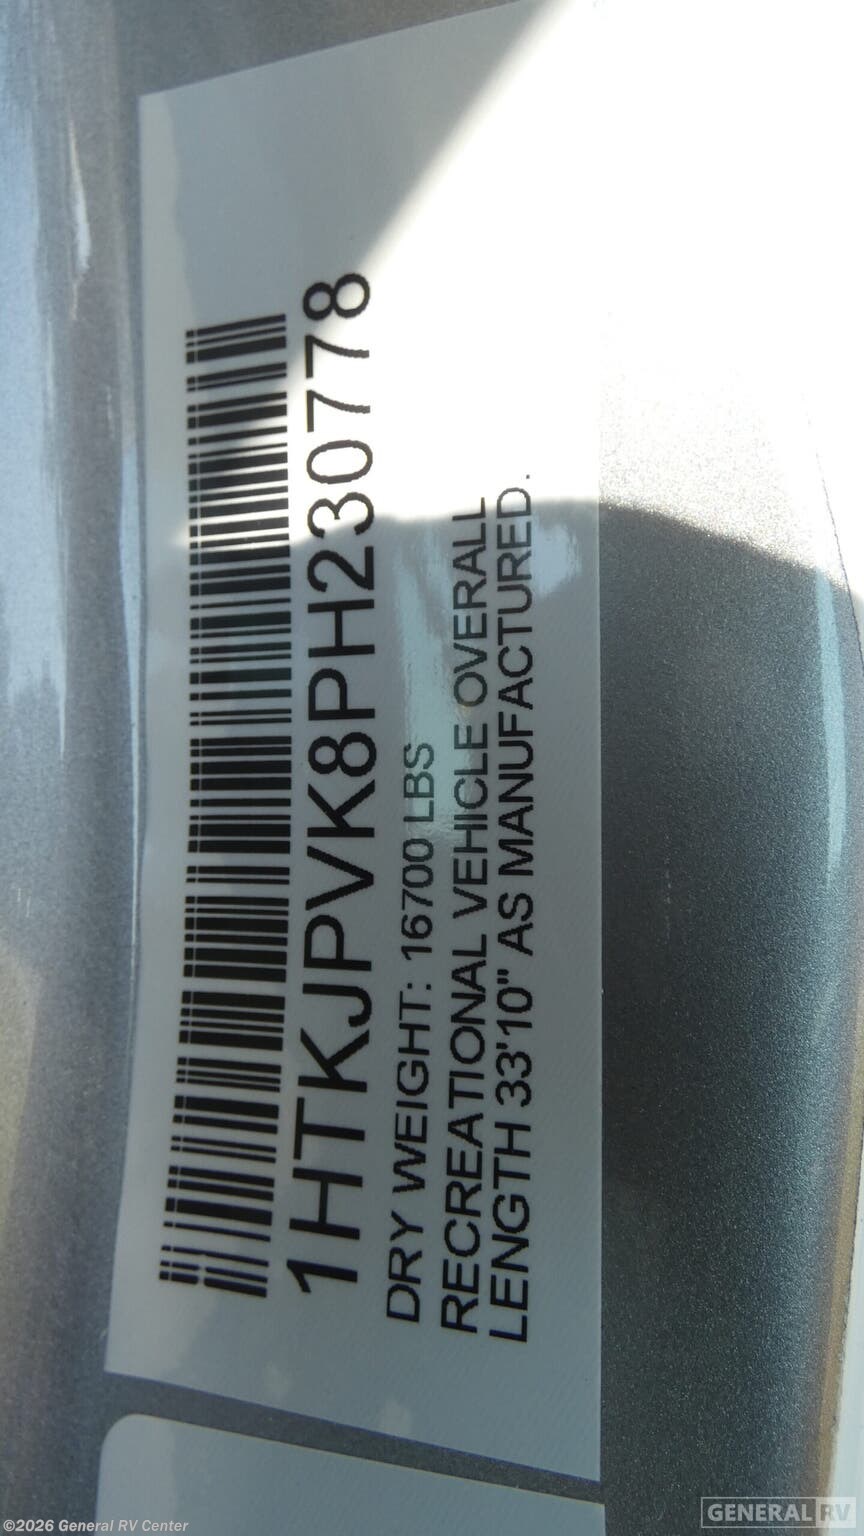 1HTKJPVK8PH230778
DRY WEIGHT: 16700 LBS
RECREATIONAL VEHICLE OVERALL
LENGTH 33'10" AS MANUFACTURED.
©2026 General RV Center
GENERAL RV